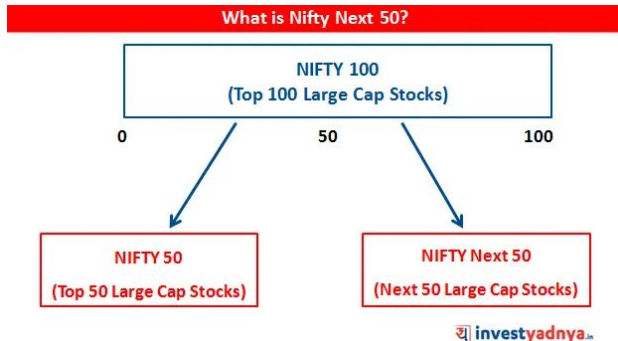 What is Nifty Next 50?
NIFTY 100
(Top 100 Large Cap Stocks)
0 50 100
NIFTY 50
(Top 50 Large Cap Stocks)
NIFTY Next 50
(Next 50 Large Cap Stocks)
investyadnya.in